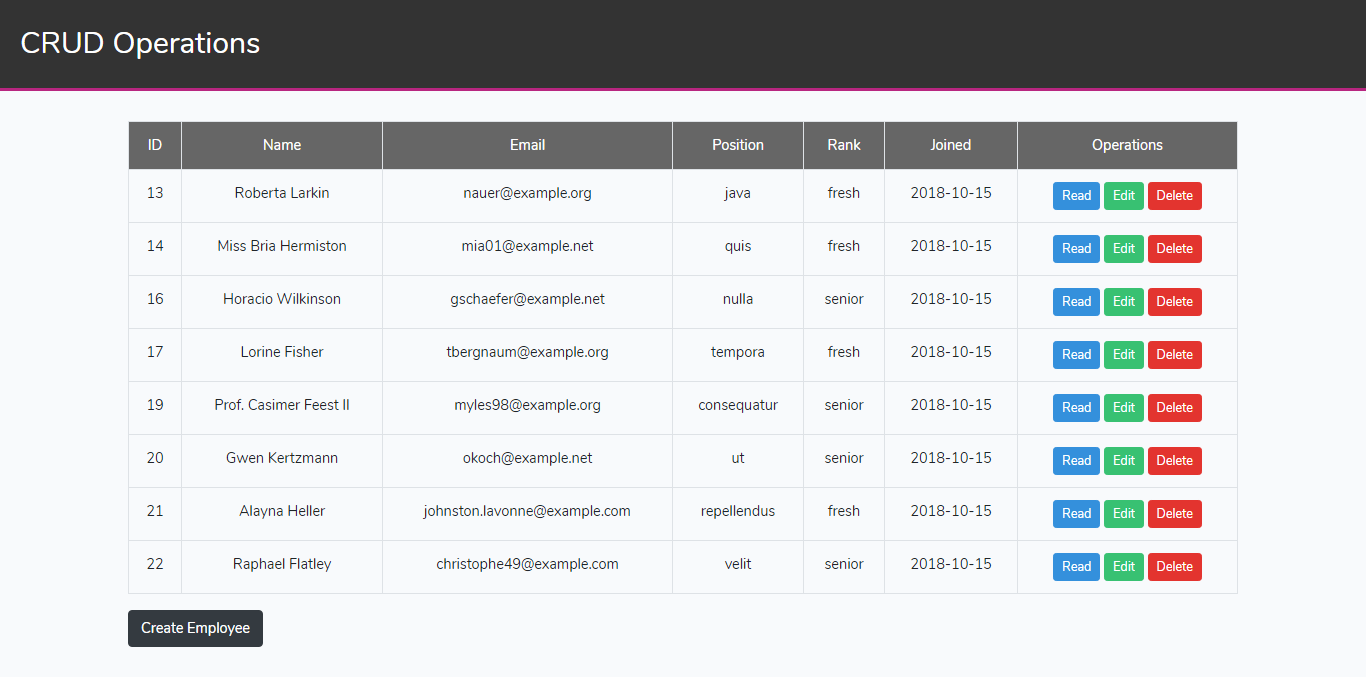 CRUD Operations
ID Name Email Position Rank Joined Operations
13 Roberta Larkin nauer@example.org java fresh 2018-10-15 Read Edit Delete
14 Miss Bria Hermiston mia01@example.net quis fresh 2018-10-15 Read Edit Delete
16 Horacio Wilkinson gschaefer@example.net nulla senior 2018-10-15 Read Edit Delete
17 Lorine Fisher tbergnaum@example.org tempora fresh 2018-10-15 Read Edit Delete
19 Prof. Casimer Feest II myles98@example.org consequatur senior 2018-10-15 Read Edit Delete
20 Gwen Kertzmann okoch@example.net ut senior 2018-10-15 Read Edit Delete
21 Alayna Heller johnston.lavonne@example.com repellendus fresh 2018-10-15 Read Edit Delete
22 Raphael Flatley christophe49@example.com velit senior 2018-10-15 Read Edit Delete
Create Employee